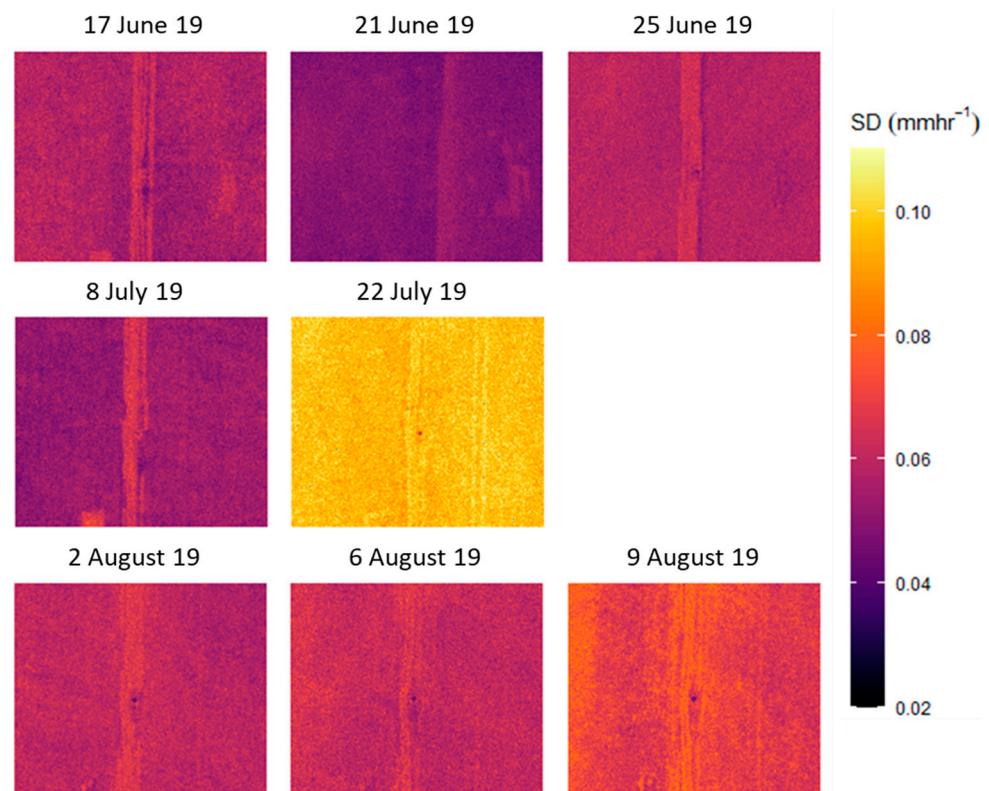 17 June 19
21 June 19
25 June 19
SD (mmhr⁻¹)
0.10
8 July 19
22 July 19
0.08
0.06
2 August 19
6 August 19
9 August 19
0.04
0.02